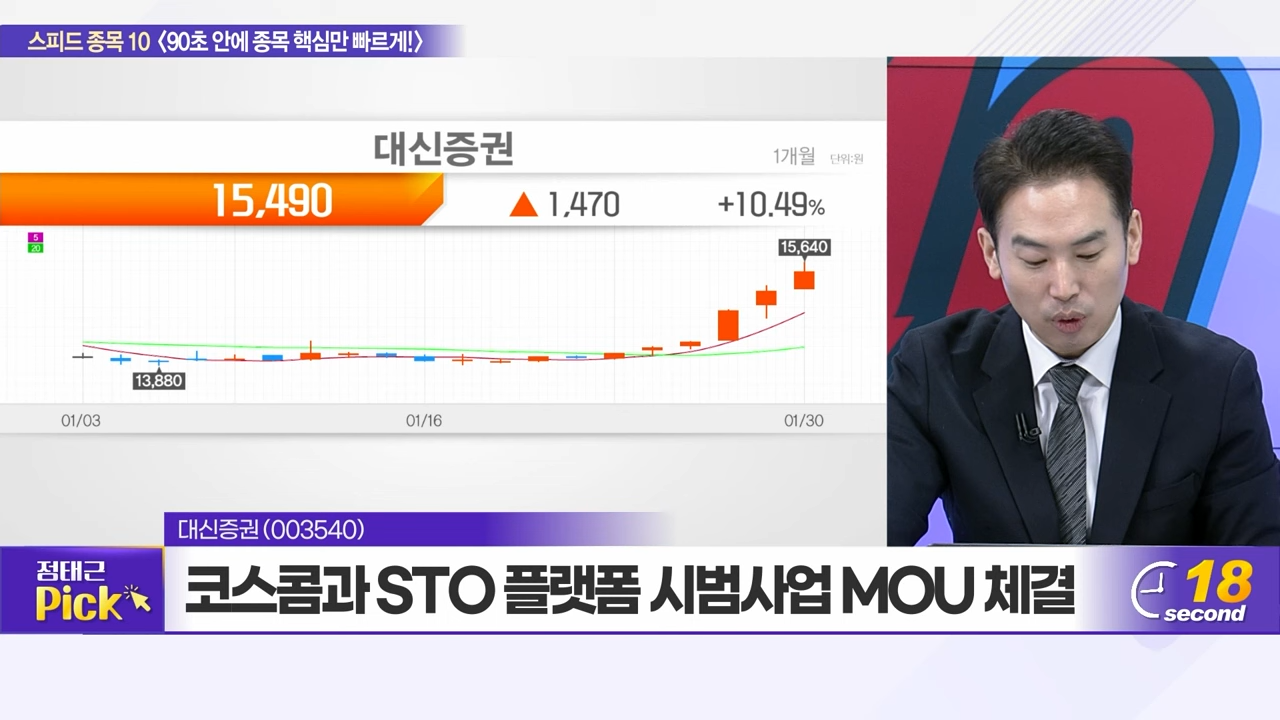 스피드 종목 10 〈90초 안에 종목 핵심만 빠르게!〉
대신증권
1개월 단위:원
15,490 ▲ 1,470 +10.49%
5
20
15,640
13,880
01/03 01/16 01/30
대신증권 (003540)
정태근
Pick
코스콤과 STO 플랫폼 시범사업 MOU 체결
18
second